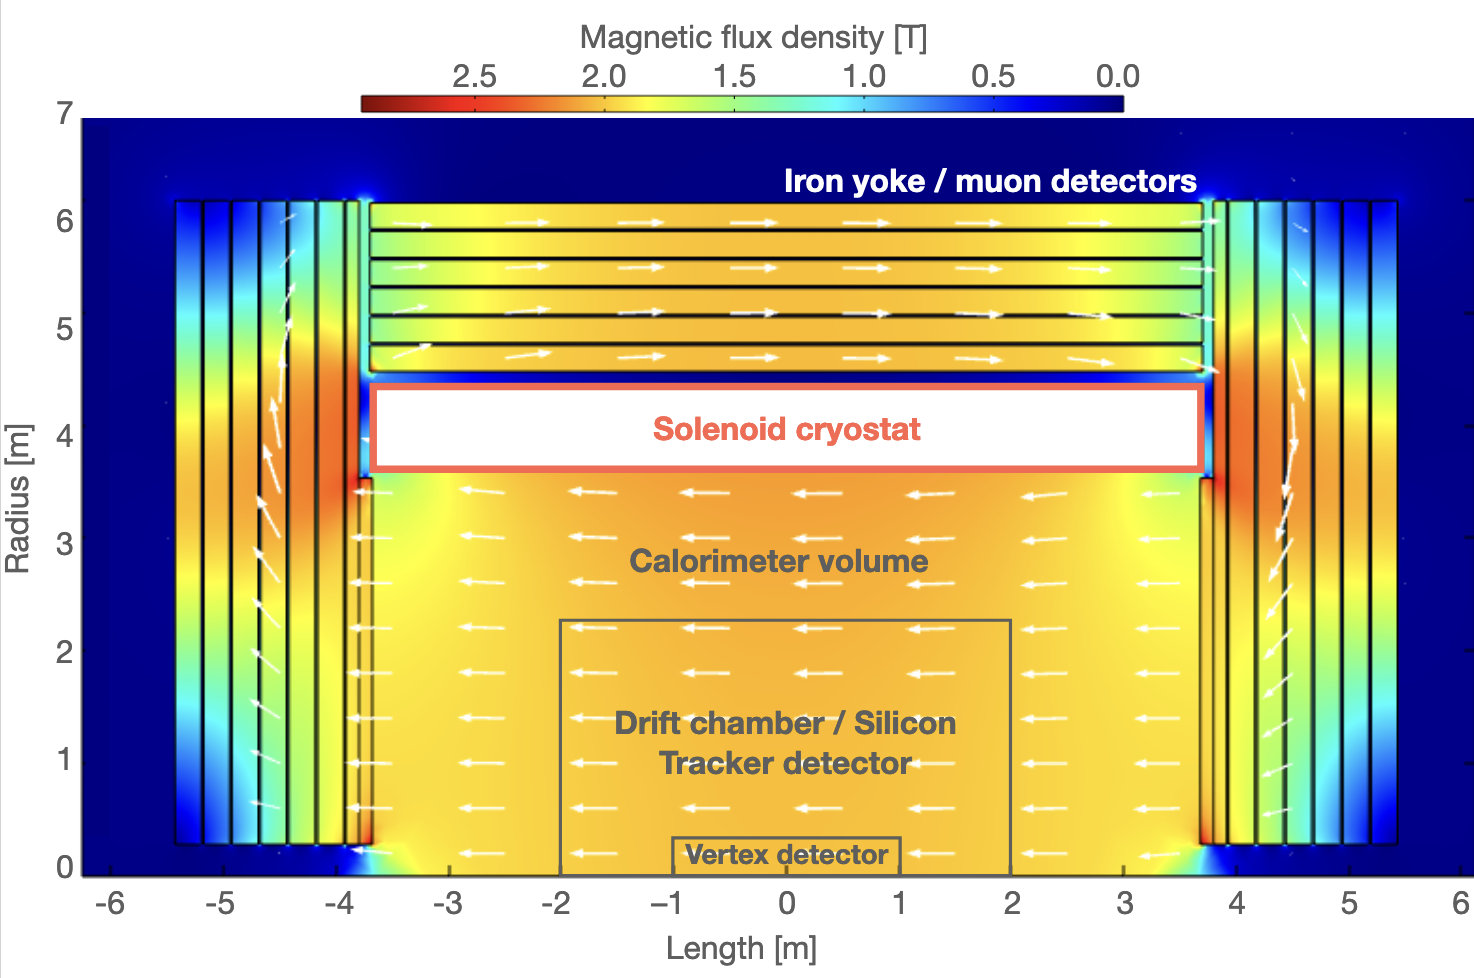 Magnetic flux density [T]
2.5 2.0 1.5 1.0 0.5 0.0
7
Iron yoke / muon detectors
6
5
Solenoid cryostat
4
Radius [m]
3
Calorimeter volume
2
Drift chamber / Silicon
Tracker detector
1
Vertex detector
0
-6 -5 -4 -3 -2 –1 0 1 2 3 4 5 6
Length [m]